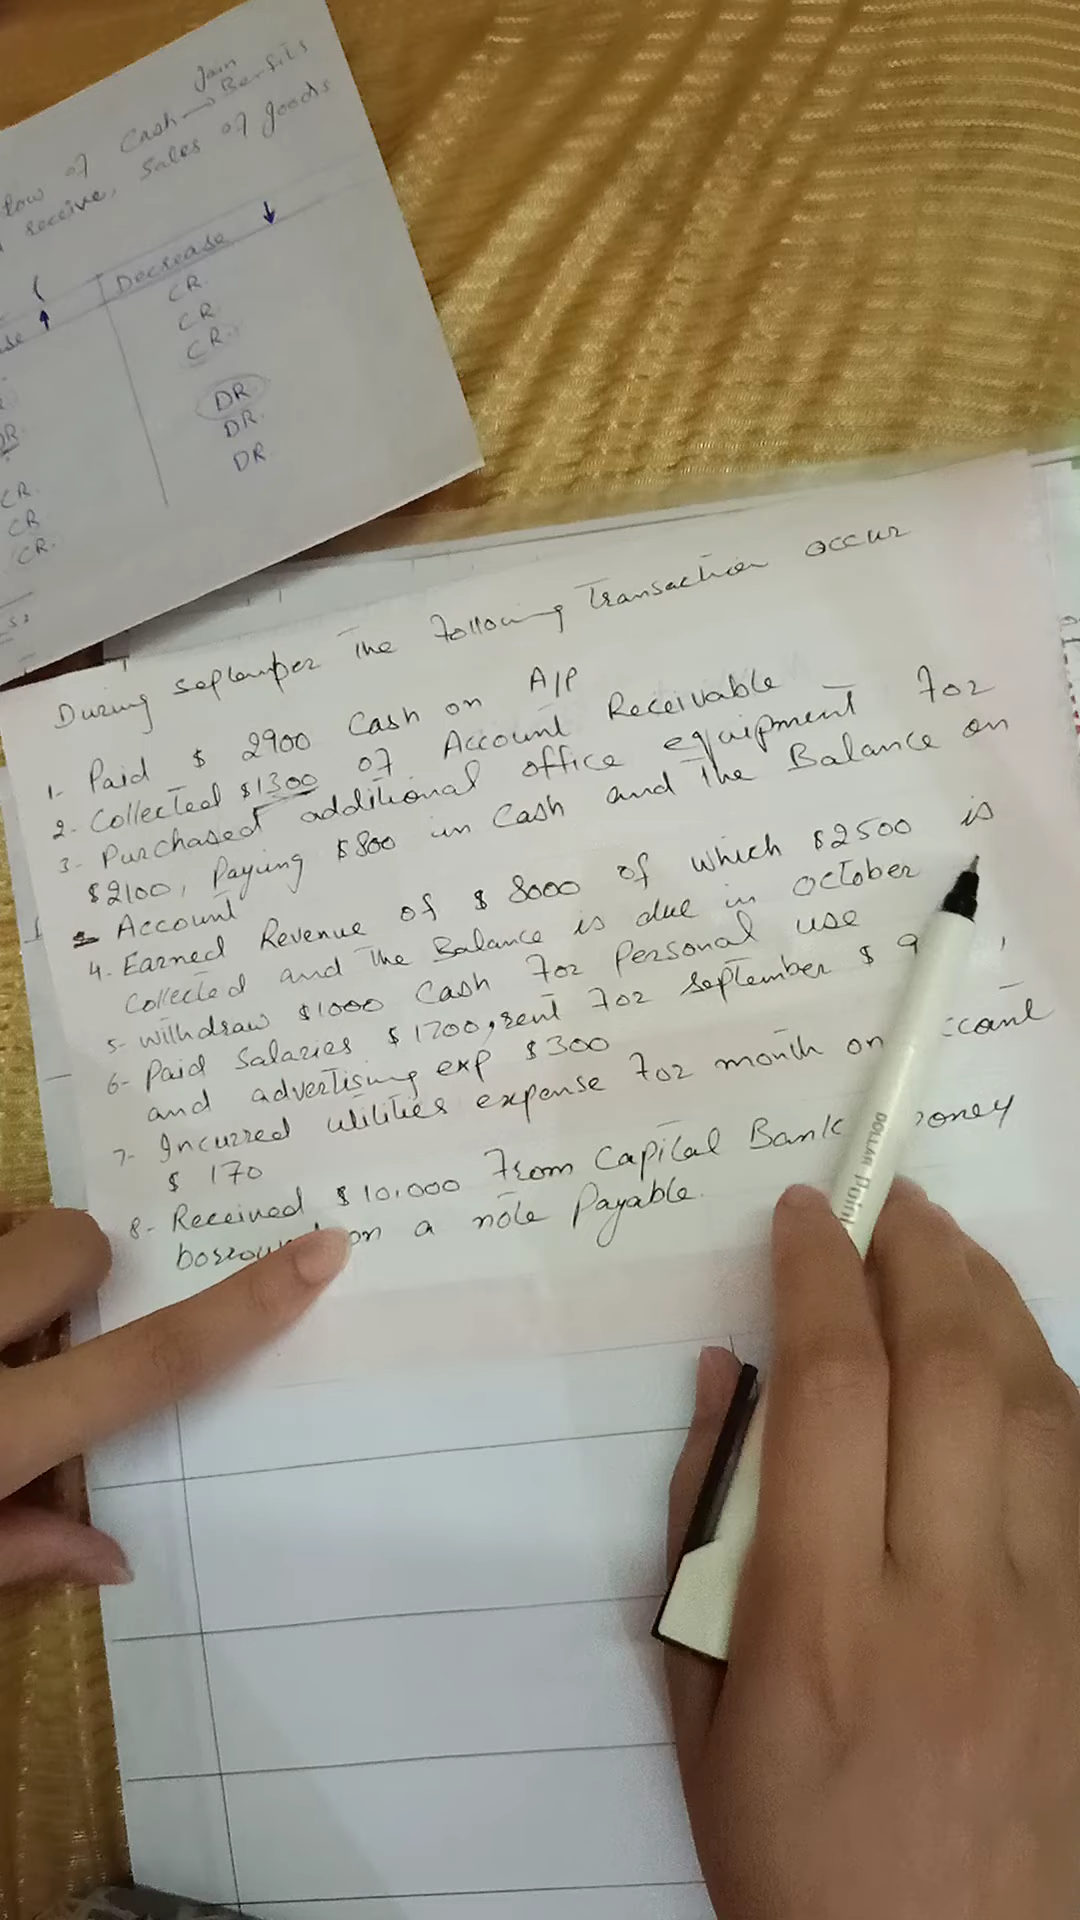 Join
flow of Cash → Benfits
receive, Sales of goods
Decrease ↓
↑
CR
CR
CR.
DR.
DR.
DR.
DR
CR.
CR
CR.
During September The following Transaction occur
1- Paid $ 2900 Cash on A/P
2- Collected $1300 of Account Receivable
3- Purchased additional office equipment for
$2100, Paying $800 in Cash and The Balance on
Account
4. Earned Revenue of $ 8000 of which $2500 is
Collected and The Balance is due in October
5- withdraw $1000 Cash for Personal use
6- Paid Salaries $ 1700, rent for September $ 9
and advertising exp $300
7- Incurred utilities expense for month on
$ 170
8- Received $10,000 from Capital Bank
on a note Payable.
DOLLAR Point